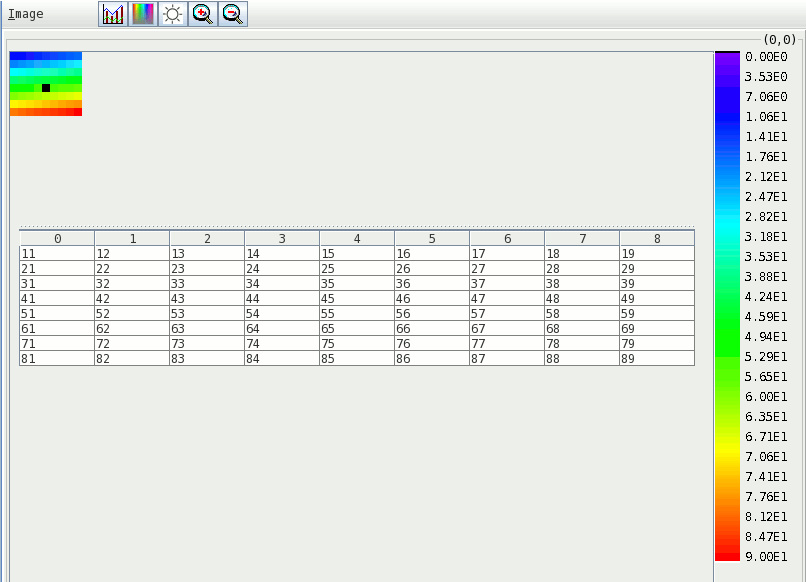 Image
(0,0)
0.00E0
3.53E0
7.06E0
1.06E1
1.41E1
1.76E1
2.12E1
2.47E1
2.82E1
3.18E1
3.53E1
3.88E1
4.24E1
4.59E1
4.94E1
5.29E1
5.65E1
6.00E1
6.35E1
6.71E1
7.06E1
7.41E1
7.76E1
8.12E1
8.47E1
9.00E1
0 1 2 3 4 5 6 7 8
11 12 13 14 15 16 17 18 19
21 22 23 24 25 26 27 28 29
31 32 33 34 35 36 37 38 39
41 42 43 44 45 46 47 48 49
51 52 53 54 55 56 57 58 59
61 62 63 64 65 66 67 68 69
71 72 73 74 75 76 77 78 79
81 82 83 84 85 86 87 88 89